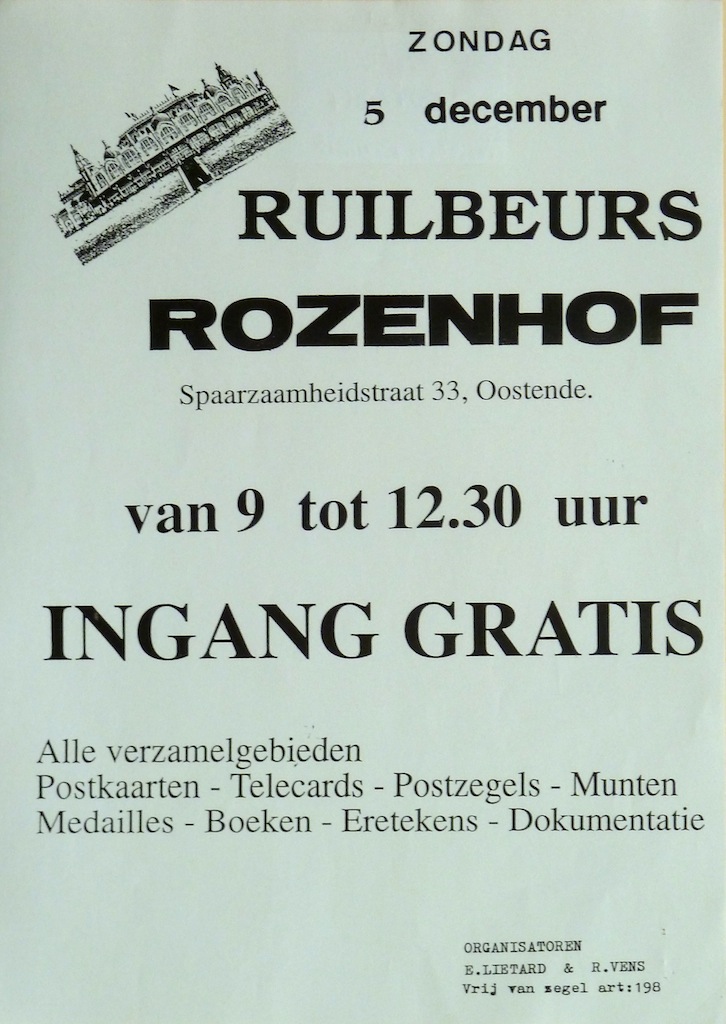 ZONDAG
5 december
RUILBEURS
ROZENHOF
Spaarzaamheidstraat 33, Oostende.
van 9 tot 12.30 uur
INGANG GRATIS
Alle verzamelgebieden
Postkaarten - Telecards - Postzegels - Munten
Medailles - Boeken - Eretekens - Dokumentatie
ORGANISATOREN
E.LIETARD & R.VENS
Vrij van zegel art:198